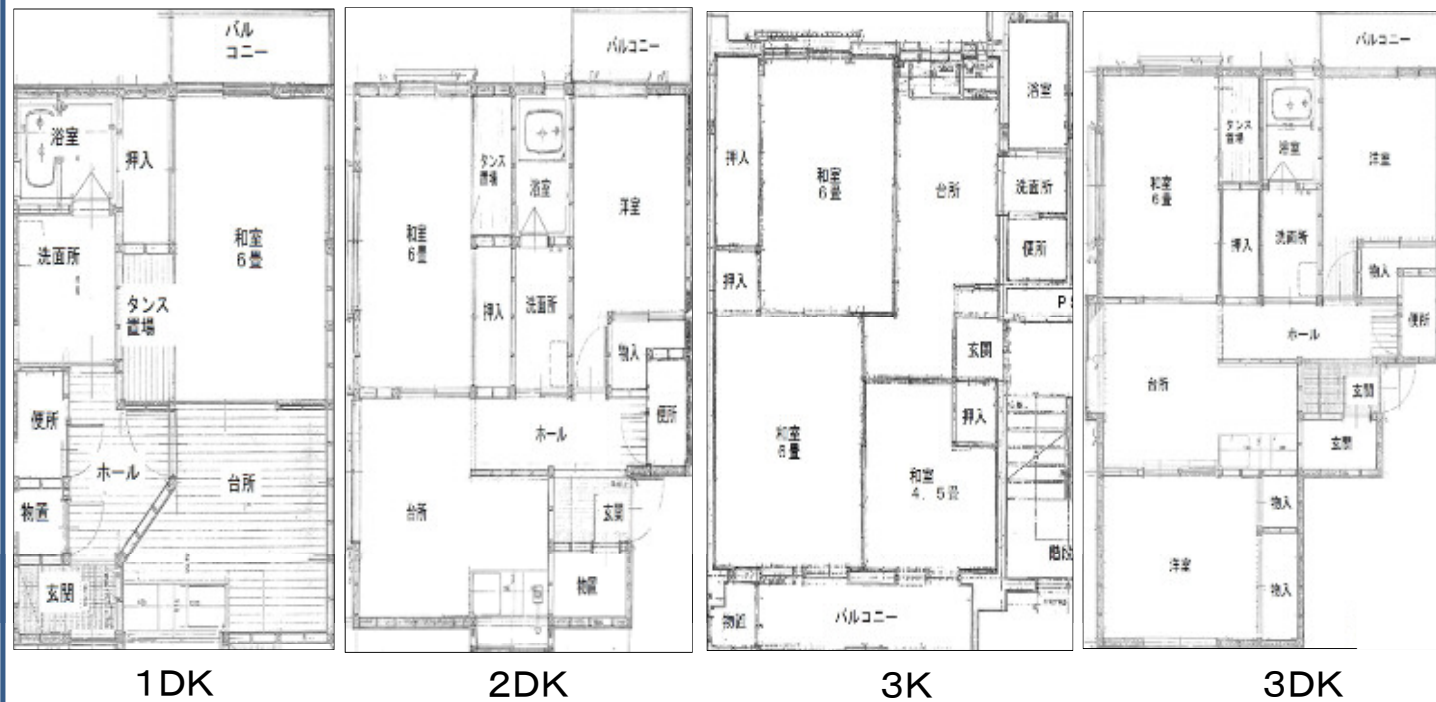 バル
コニー
浴室
押入
和室
6畳
洗面所
タンス
置場
便所
ホール
台所
物置
玄関
1DK
バルコニー
タンス
置場
浴室
洋室
和室
6畳
押入
洗面所
物入
便所
ホール
台所
玄関
物置
2DK
浴室
押入
和室
6畳
台所
洗面所
便所
押入
PS
玄関
押入
和室
6畳
和室
4.5畳
物置
バルコニー
3K
バルコニー
タンス
置場
浴室
洋室
和室
6畳
押入
洗面所
物入
便所
ホール
台所
玄関
玄関
物入
洋室
物入
3DK